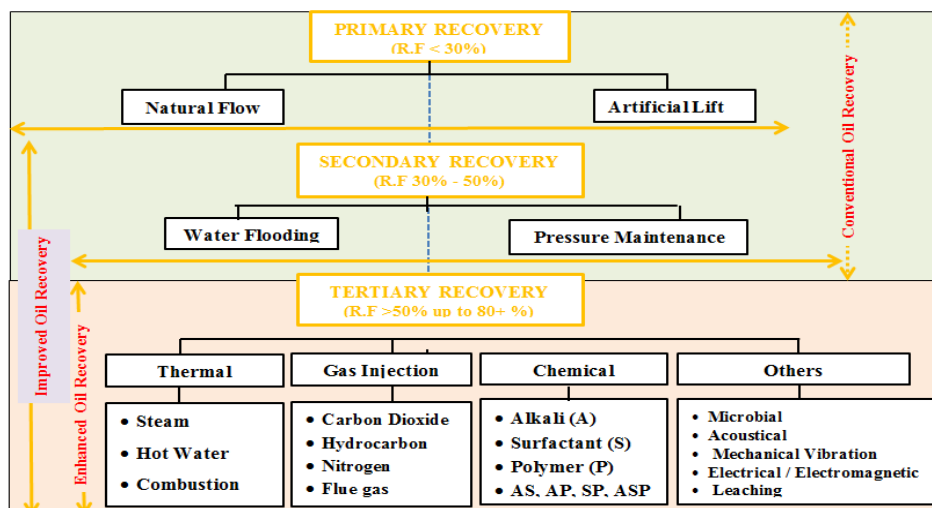 PRIMARY RECOVERY
(R.F < 30%)
Natural Flow
Artificial Lift
Conventional Oil Recovery
SECONDARY RECOVERY
(R.F 30% - 50%)
Water Flooding
Pressure Maintenance
Improved Oil Recovery
Enhanced Oil Recovery
TERTIARY RECOVERY
(R.F >50% up to 80+ %)
Thermal
Gas Injection
Chemical
Others
• Steam
• Hot Water
• Combustion
• Carbon Dioxide
• Hydrocarbon
• Nitrogen
• Flue gas
• Alkali (A)
• Surfactant (S)
• Polymer (P)
• AS, AP, SP, ASP
• Microbial
• Acoustical
• Mechanical Vibration
• Electrical / Electromagnetic
• Leaching